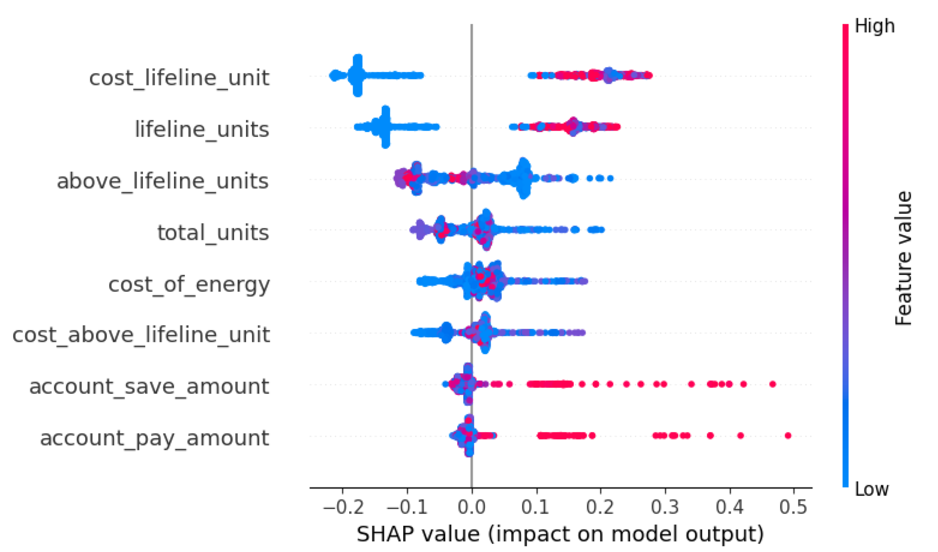 High
cost_lifeline_unit
lifeline_units
above_lifeline_units
total_units
cost_of_energy
cost_above_lifeline_unit
account_save_amount
account_pay_amount
Feature value
Low
−0.2 −0.1 0.0 0.1 0.2 0.3 0.4 0.5
SHAP value (impact on model output)